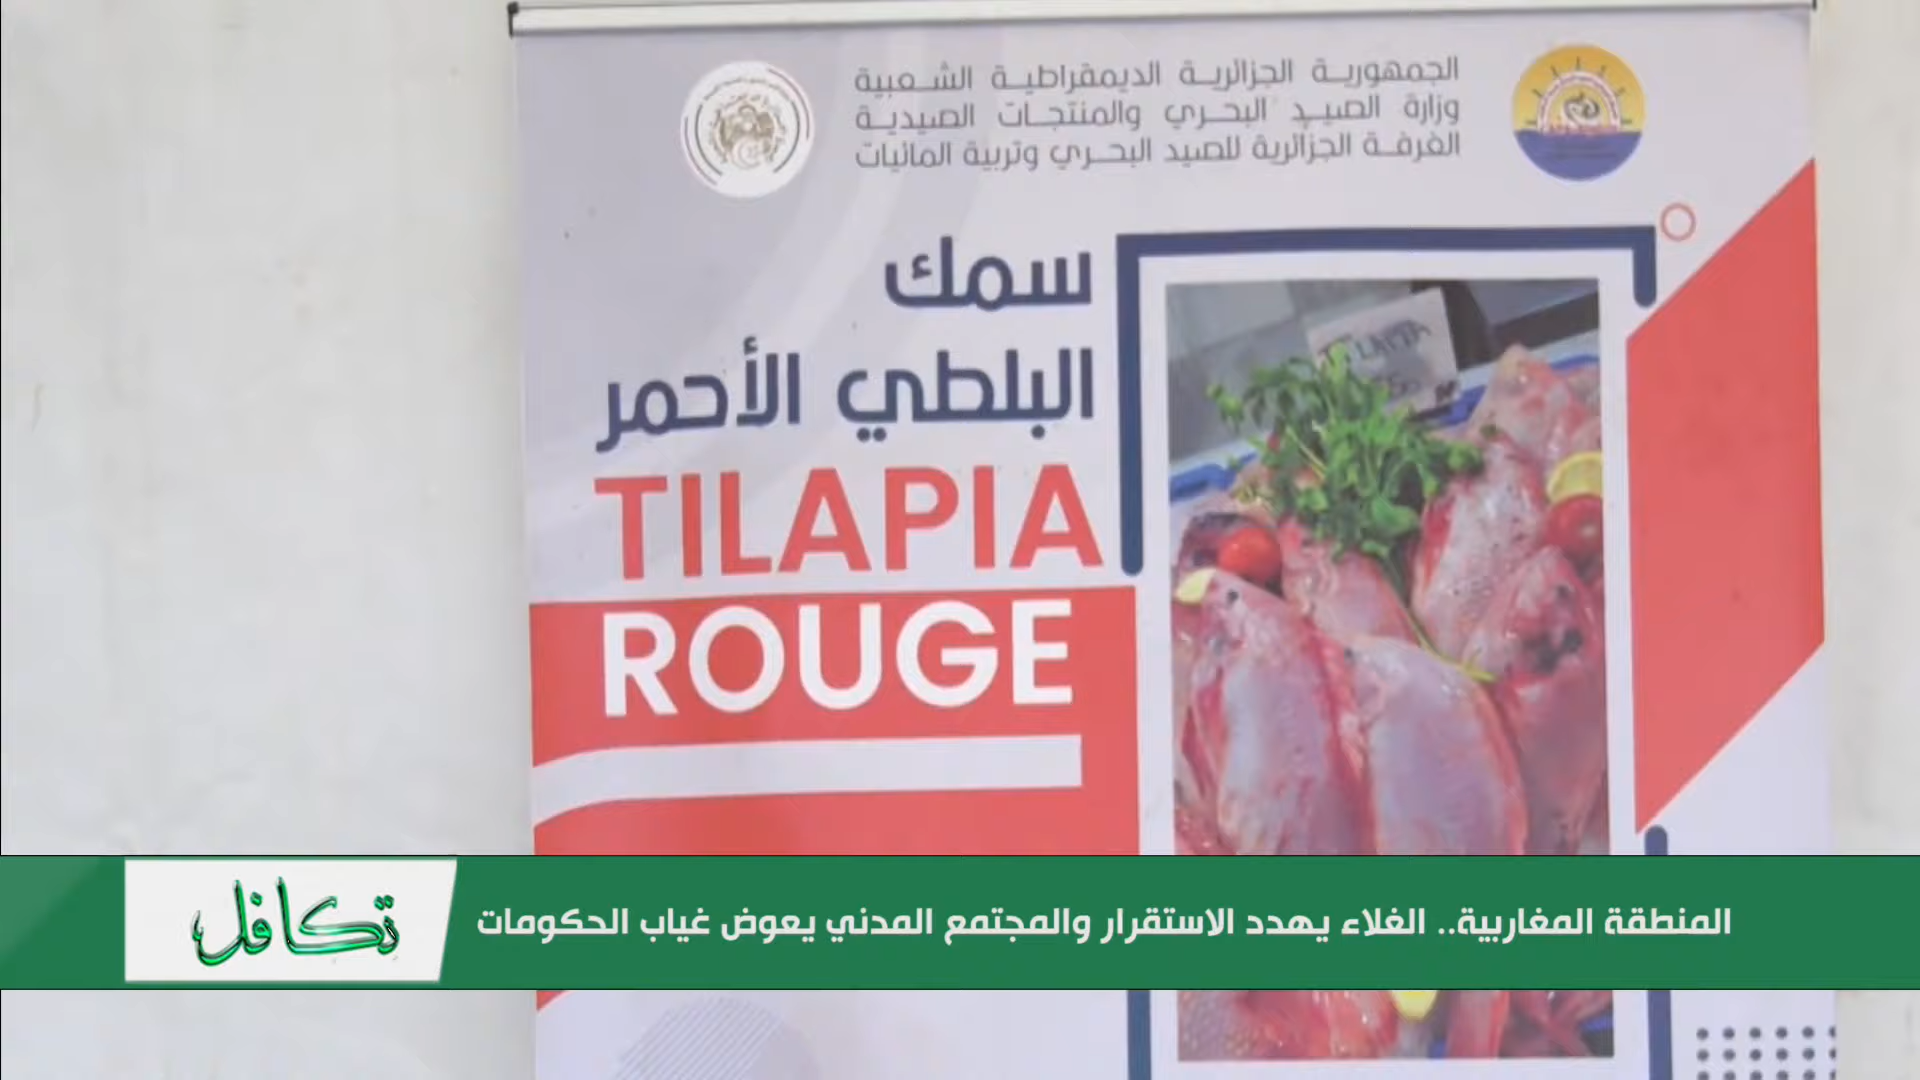 الجمهورية الجزائرية الديمقراطية الشعبية
وزارة الصيد البحري والمنتجات الصيدية
الغرفة الجزائرية للصيد البحري وتربية المائيات
سمك
البلطي الأحمر
TILAPIA
ROUGE
TILAPIA
المنطقة المغاربية.. الغلاء يهدد الاستقرار والمجتمع المدني يعوض غياب الحكومات
تكافل